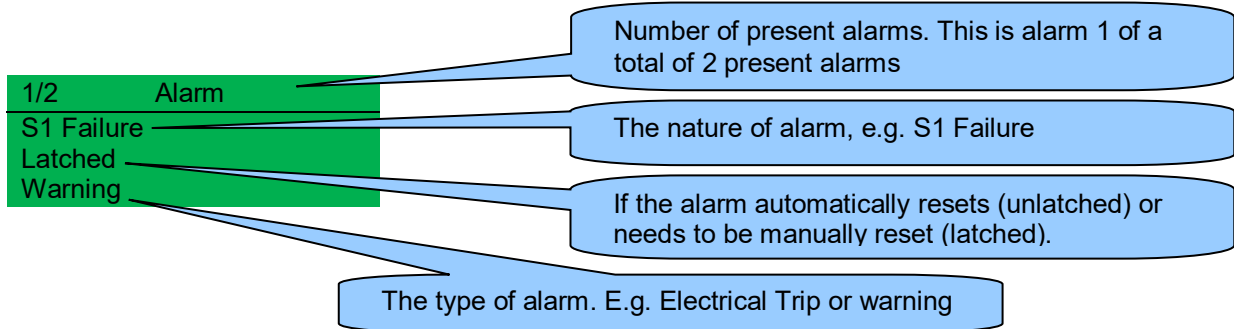 Number of present alarms. This is alarm 1 of a
total of 2 present alarms
1/2 Alarm
S1 Failure
Latched
Warning
The nature of alarm, e.g. S1 Failure
If the alarm automatically resets (unlatched) or
needs to be manually reset (latched).
The type of alarm. E.g. Electrical Trip or warning